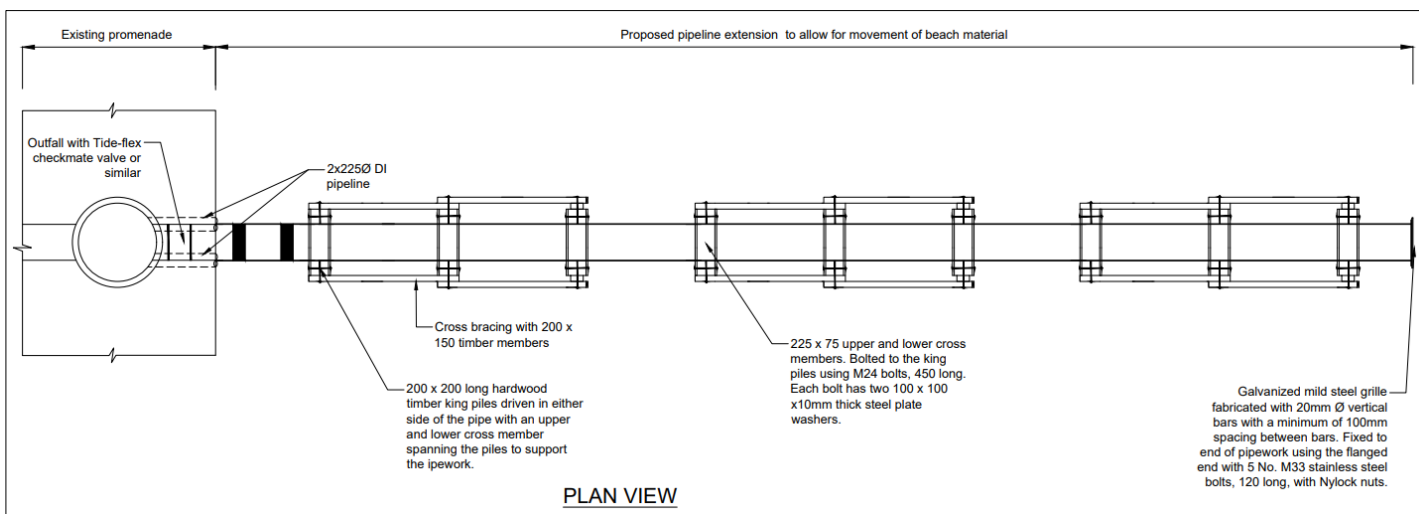 Existing promenade
Proposed pipeline extension to allow for movement of beach material
Outfall with Tide-flex
checkmate valve or
similar
2x225Ø DI
pipeline
Cross bracing with 200 x
150 timber members
200 x 200 long hardwood
timber king piles driven in either
side of the pipe with an upper
and lower cross member
spanning the piles to support
the ipework.
225 x 75 upper and lower cross
members. Bolted to the king
piles using M24 bolts, 450 long.
Each bolt has two 100 x 100
x10mm thick steel plate
washers.
Galvanized mild steel grille
fabricated with 20mm Ø vertical
bars with a minimum of 100mm
spacing between bars. Fixed to
end of pipework using the flanged
end with 5 No. M33 stainless steel
bolts, 120 long, with Nylock nuts.
PLAN VIEW